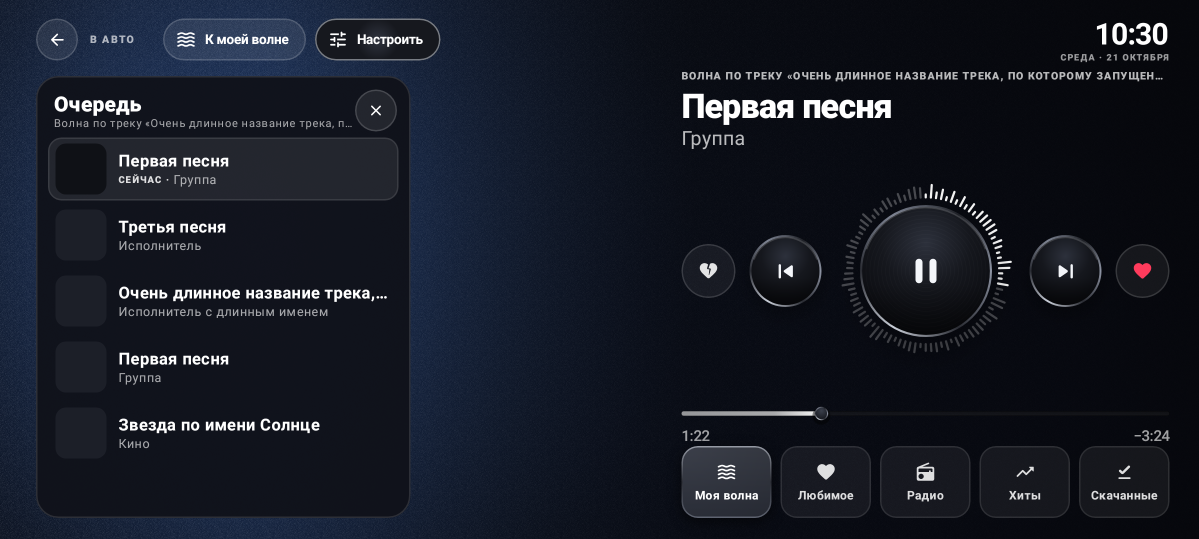 В АВТО
К моей волне
Настроить
10:30
СРЕДА · 21 ОКТЯБРЯ
Очередь
Волна по треку «Очень длинное название трека, п…
Первая песня
СЕЙЧАС · Группа
Третья песня
Исполнитель
Очень длинное название трека,…
Исполнитель с длинным именем
Первая песня
Группа
Звезда по имени Солнце
Кино
ВОЛНА ПО ТРЕКУ «ОЧЕНЬ ДЛИННОЕ НАЗВАНИЕ ТРЕКА, ПО КОТОРОМУ ЗАПУЩЕН…
Первая песня
Группа
1:22
−3:24
Моя волна
Любимое
Радио
Хиты
Скачанные